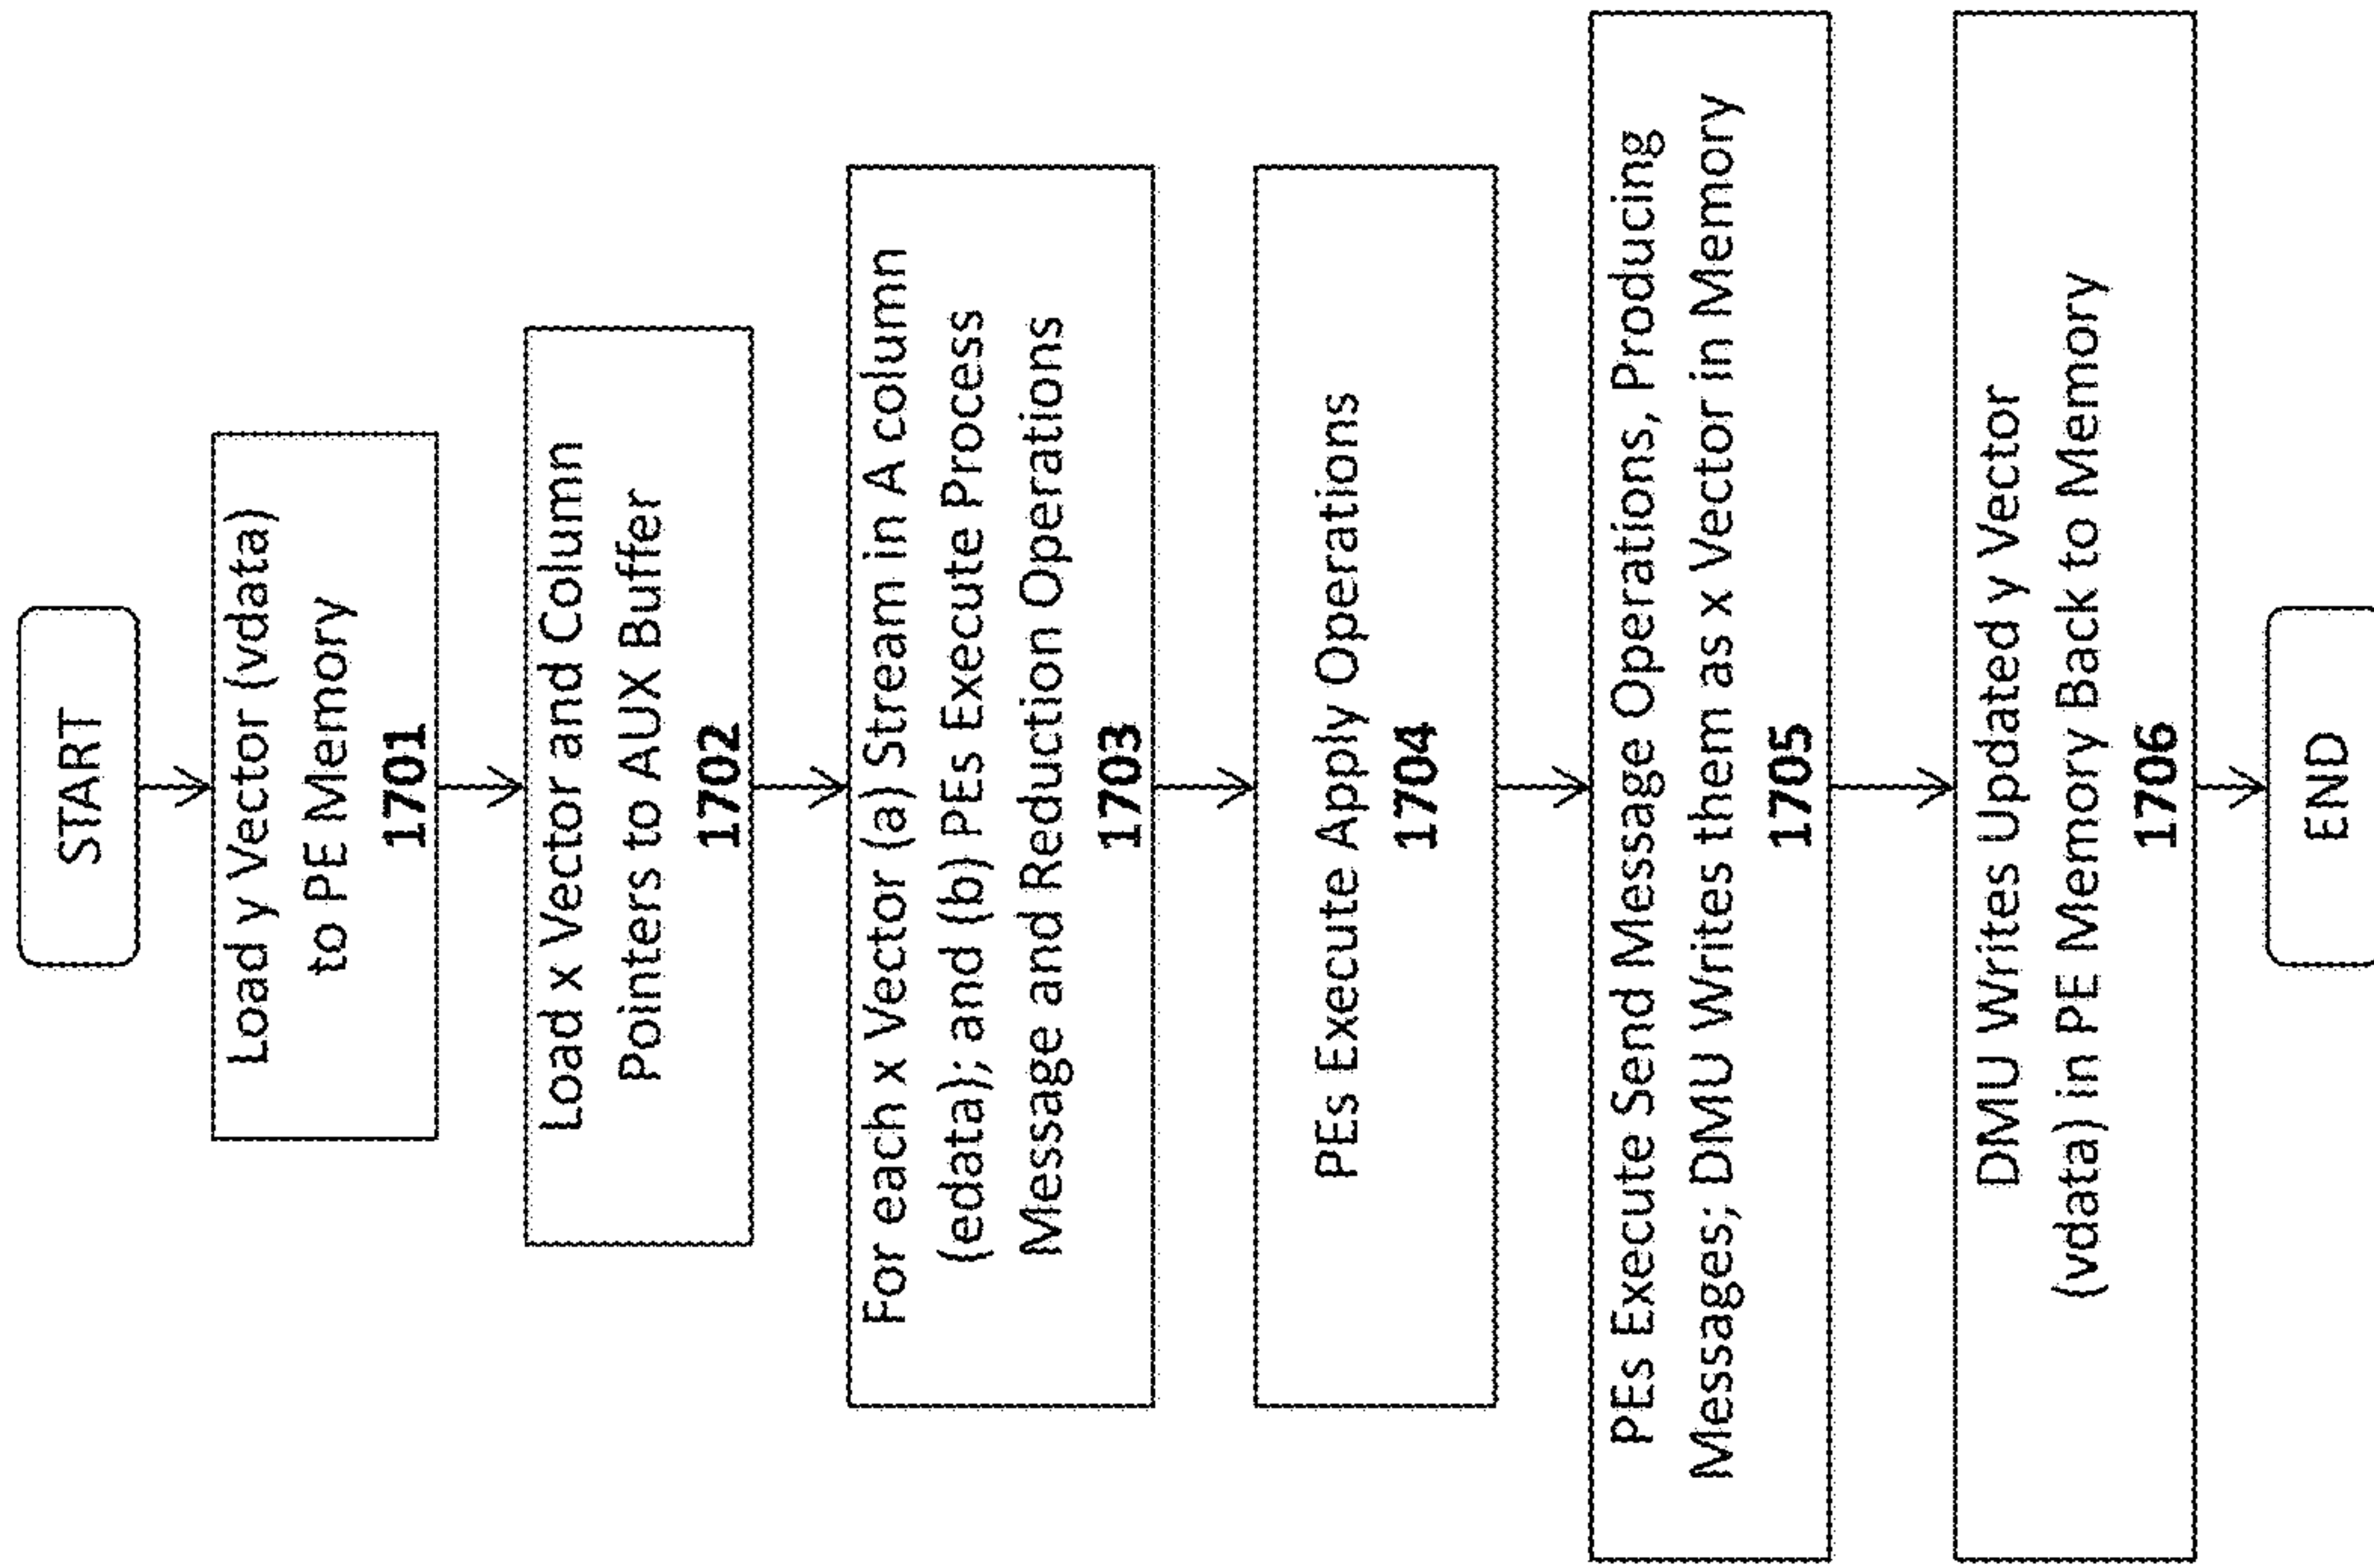 START
Load y Vector (vdata)
to PE Memory
1701
Load x Vector and Column
Pointers to AUX Buffer
1702
For each x Vector (a) Stream in A column
(edata); and (b) PEs Execute Process
Message and Reduction Operations
1703
PEs Execute Apply Operations
1704
PEs Execute Send Message Operations, Producing
Messages; DMU Writes them as x Vector in Memory
1705
DMU Writes Updated y Vector
(vdata) in PE Memory Back to Memory
1706
END